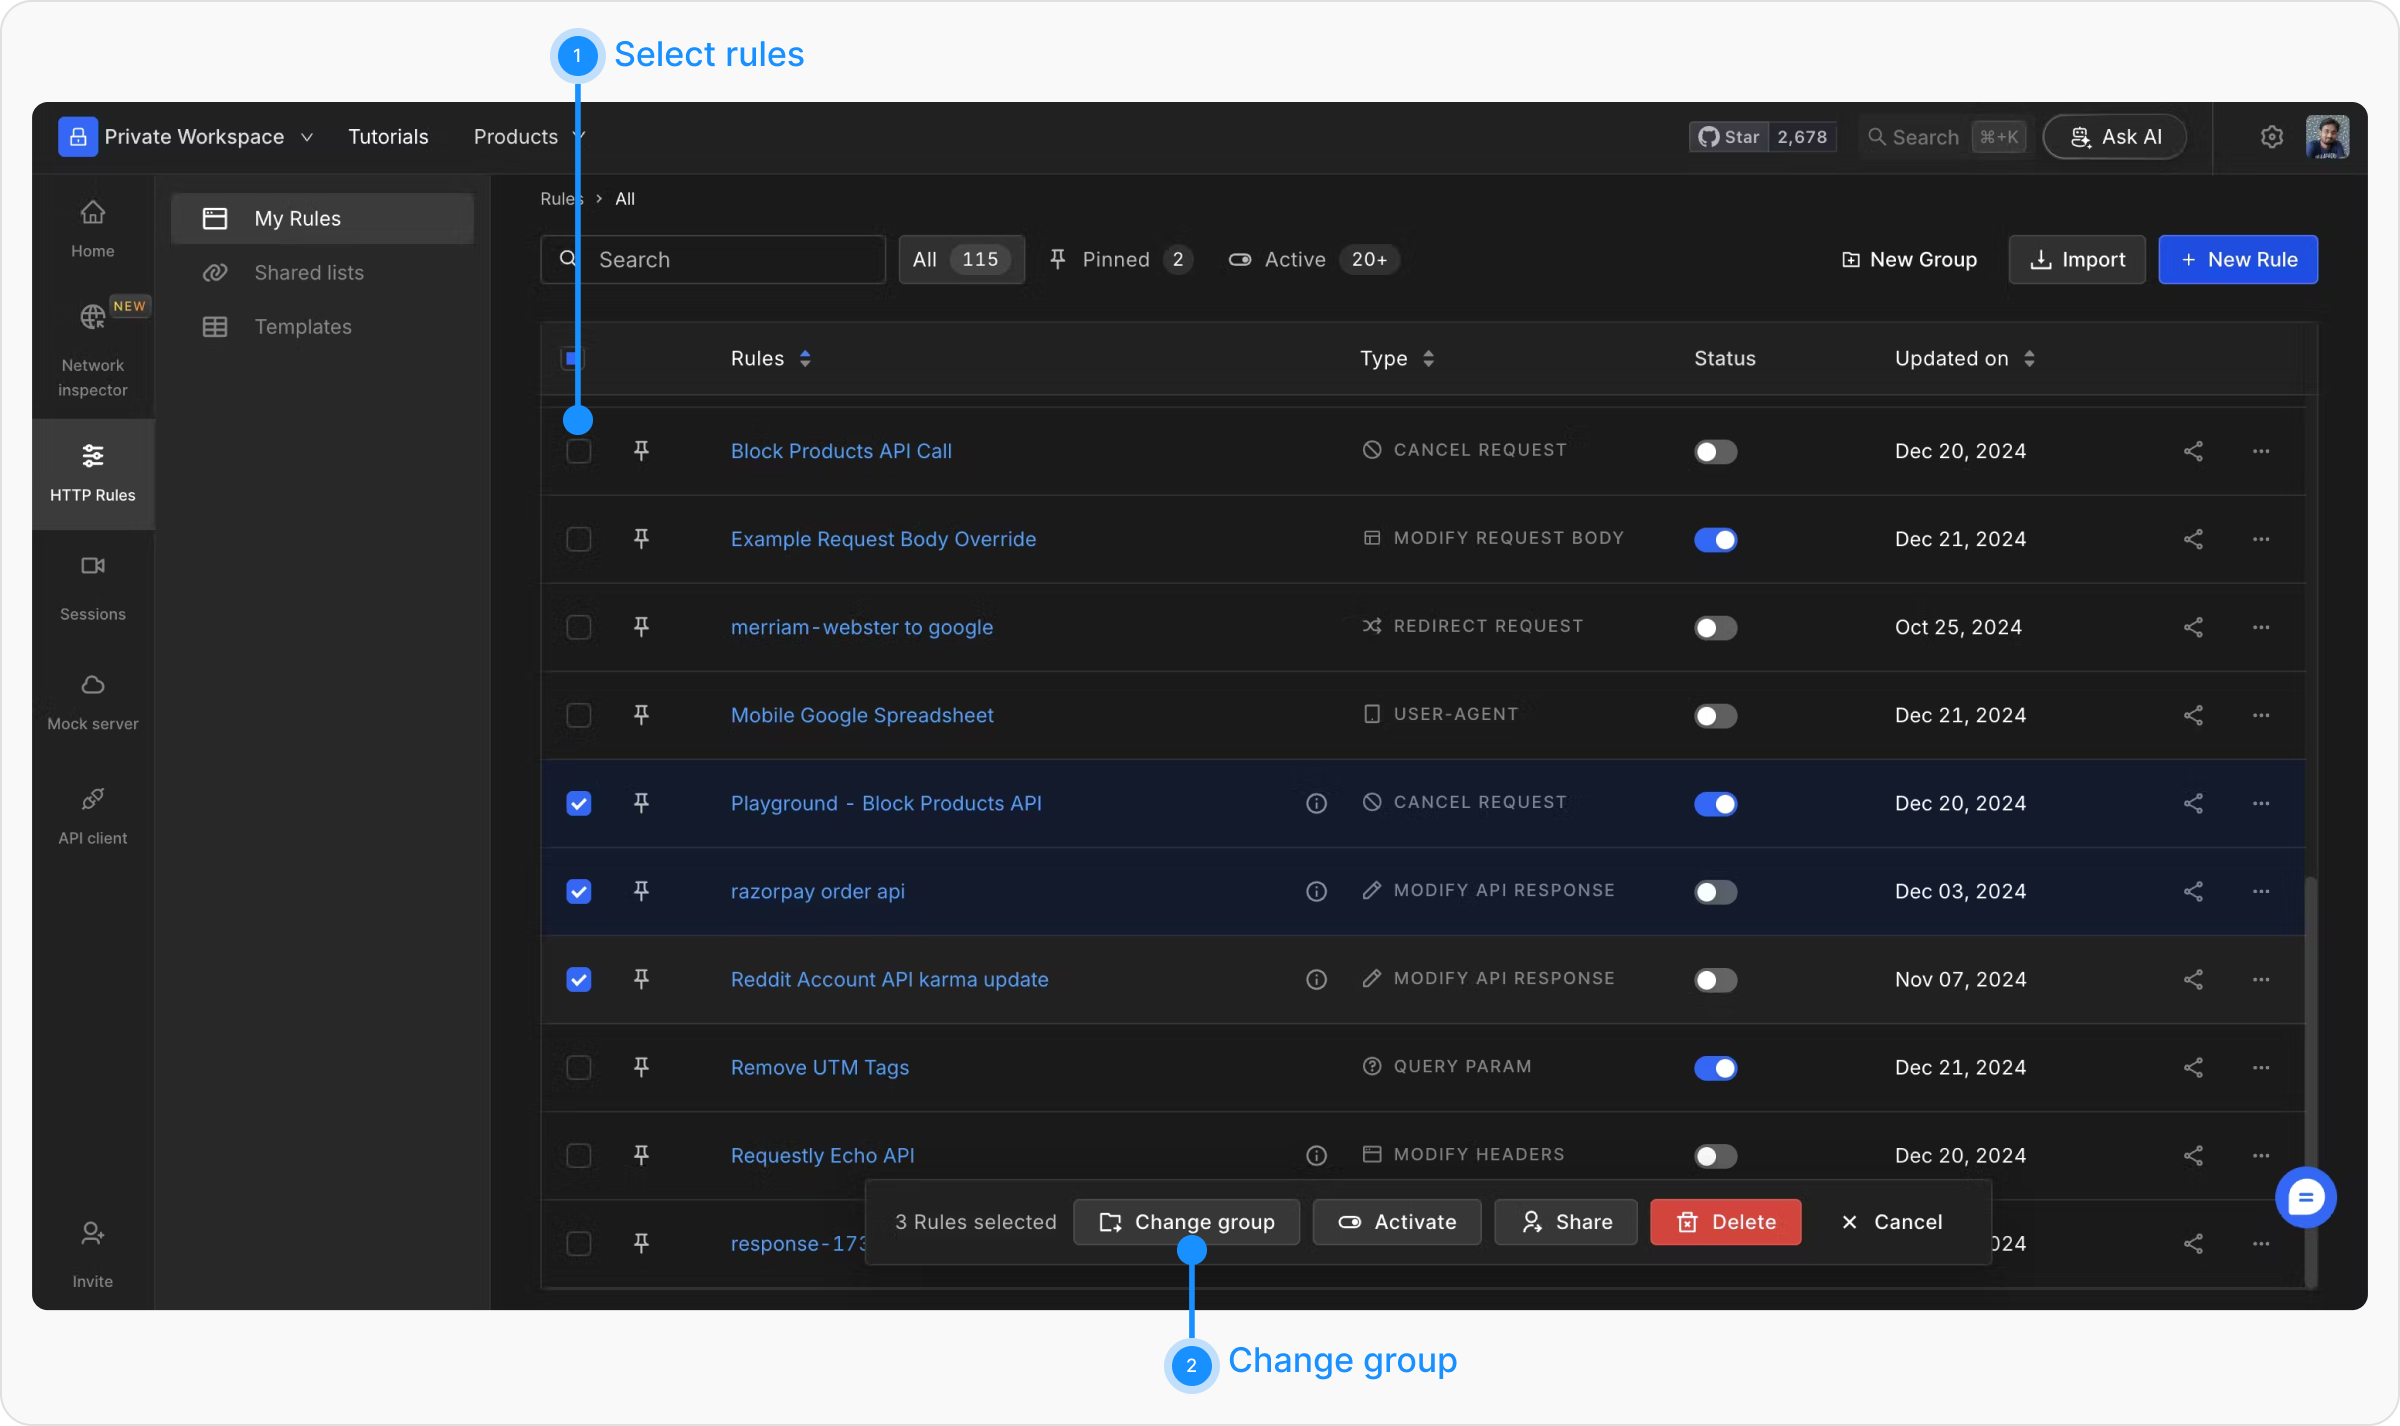 1 Select rules
Private Workspace Tutorials Products Star 2,678 Search ⌘+K Ask AI
Home
NEW
Network
inspector
HTTP Rules
Sessions
Mock server
API client
Invite
My Rules
Shared lists
Templates
Rules > All
Search All 115 Pinned 2 Active 20+ New Group Import + New Rule
Rules Type Status Updated on
Block Products API Call CANCEL REQUEST Dec 20, 2024
Example Request Body Override MODIFY REQUEST BODY Dec 21, 2024
merriam-webster to google REDIRECT REQUEST Oct 25, 2024
Mobile Google Spreadsheet USER-AGENT Dec 21, 2024
Playground - Block Products API CANCEL REQUEST Dec 20, 2024
razorpay order api MODIFY API RESPONSE Dec 03, 2024
Reddit Account API karma update MODIFY API RESPONSE Nov 07, 2024
Remove UTM Tags QUERY PARAM Dec 21, 2024
Requestly Echo API MODIFY HEADERS Dec 20, 2024
response-173
3 Rules selected Change group Activate Share Delete Cancel
2 Change group